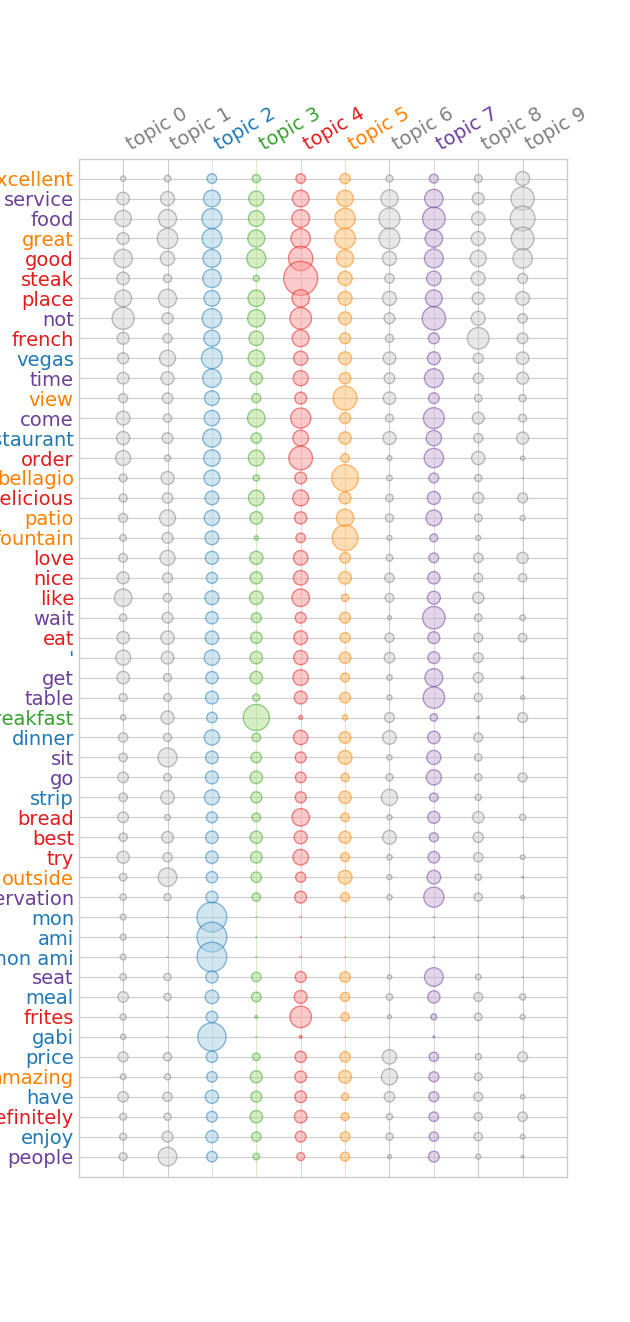 topic 0
topic 1
topic 2
topic 3
topic 4
topic 5
topic 6
topic 7
topic 8
topic 9
xcellent
service
food
great
good
steak
place
not
french
vegas
time
view
come
staurant
order
bellagio
elicious
patio
ountain
love
nice
like
wait
eat
'
get
table
reakfast
dinner
sit
go
strip
bread
best
try
outside
ervation
mon
ami
mon ami
seat
meal
frites
gabi
price
amazing
have
efinitely
enjoy
people